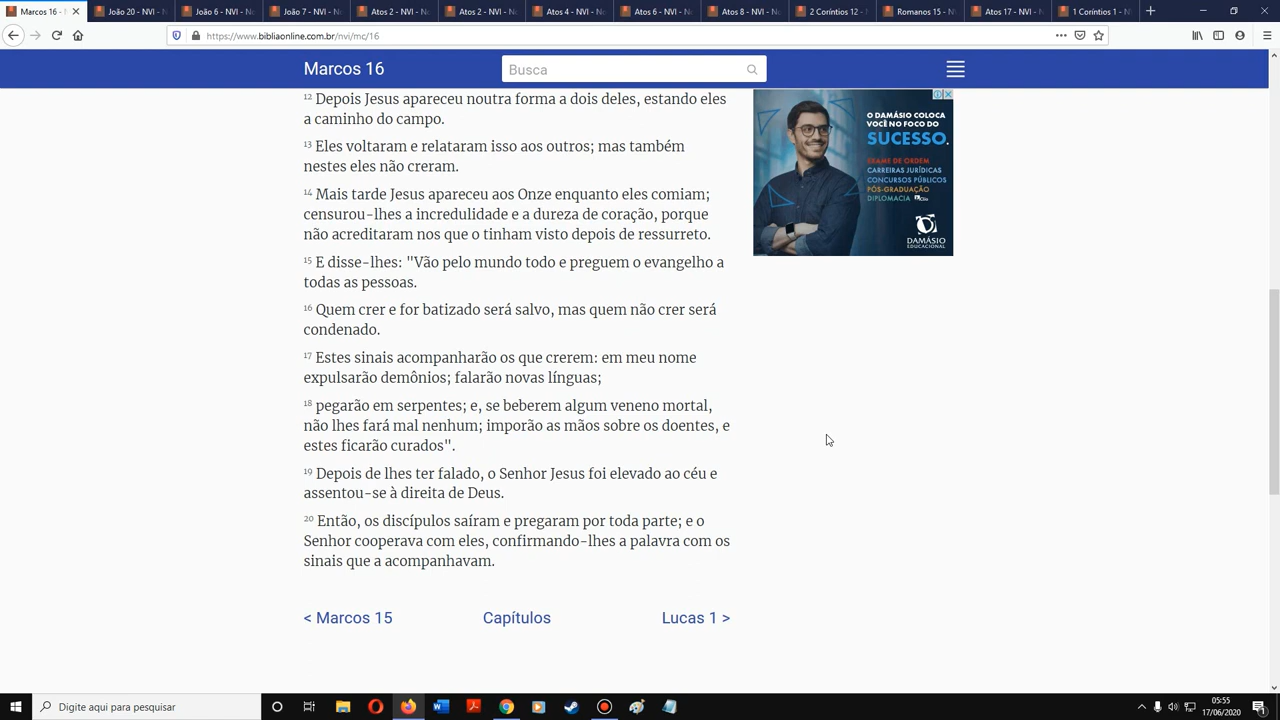 Marcos 16 - N
João 20 - NVI - N
João 6 - NVI - No
João 7 - NVI - No
Atos 2 - NVI - No
Atos 2 - NVI - No
Atos 4 - NVI - No
Atos 6 - NVI - No
Atos 8 - NVI - No
2 Coríntios 12 -
Romanos 15 - NV
Atos 17 - NVI - N
1 Coríntios 1 -
https://www.bibliaonline.com.br/nvi/mc/16
Marcos 16
Busca
12 Depois Jesus apareceu noutra forma a dois deles, estando eles
a caminho do campo.
13 Eles voltaram e relataram isso aos outros; mas também
nestes eles não creram.
14 Mais tarde Jesus apareceu aos Onze enquanto eles comiam;
censurou-lhes a incredulidade e a dureza de coração, porque
não acreditaram nos que o tinham visto depois de ressurreto.
15 E disse-lhes: "Vão pelo mundo todo e preguem o evangelho a
todas as pessoas.
16 Quem crer e for batizado será salvo, mas quem não crer será
condenado.
17 Estes sinais acompanharão os que crerem: em meu nome
expulsarão demônios; falarão novas línguas;
18 pegarão em serpentes; e, se beberem algum veneno mortal,
não lhes fará mal nenhum; imporão as mãos sobre os doentes, e
estes ficarão curados".
19 Depois de lhes ter falado, o Senhor Jesus foi elevado ao céu e
assentou-se à direita de Deus.
20 Então, os discípulos saíram e pregaram por toda parte; e o
Senhor cooperava com eles, confirmando-lhes a palavra com os
sinais que a acompanhavam.
< Marcos 15
Capítulos
Lucas 1 >
O DAMÁSIO COLOCA
VOCÊ NO FOCO DO
SUCESSO.
EXAME DE ORDEM
CARREIRAS JURÍDICAS
CONCURSOS PÚBLICOS
PÓS-GRADUAÇÃO
DIPLOMACIA
DAMÁSIO
EDUCACIONAL
Digite aqui para pesquisar
05:55
17/06/2020